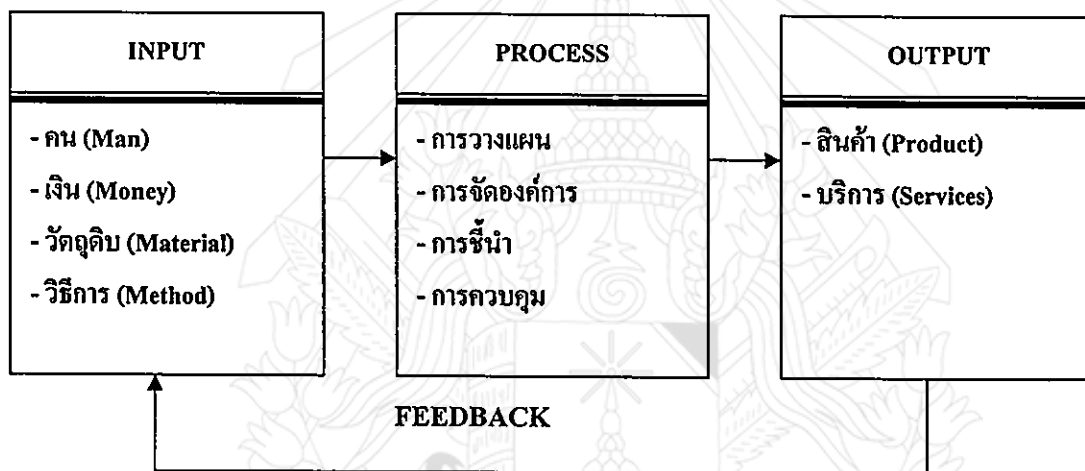 INPUT
- คน (Man)
- เงิน (Money)
- วัตถุดิบ (Material)
- วิธีการ (Method)
PROCESS
- การวางแผน
- การจัดองค์การ
- การชี้นำ
- การควบคุม
OUTPUT
- สินค้า (Product)
- บริการ (Services)
FEEDBACK